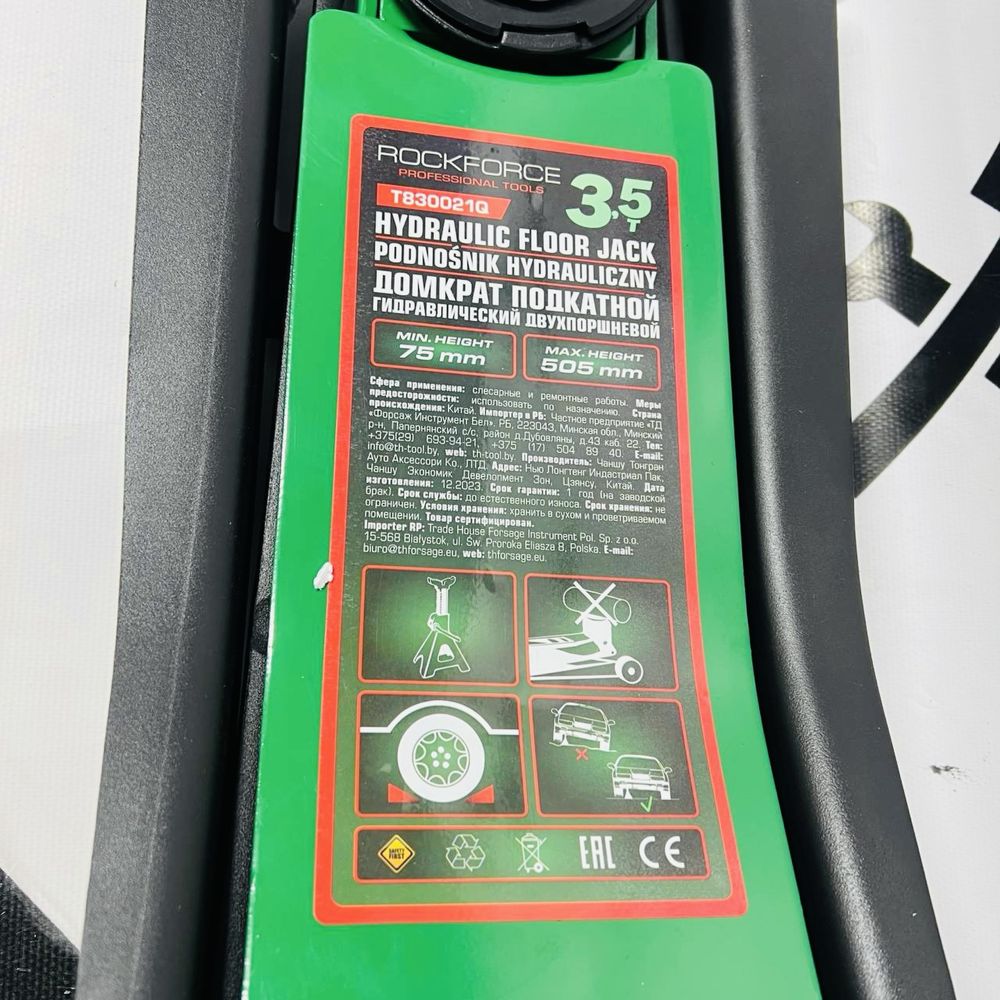 ROCKFORCE
PROFESSIONAL TOOLS
3,5
T
T830021Q
HYDRAULIC FLOOR JACK
PODNOŚNIK HYDRAULICZNY
ДОМКРАТ ПОДКАТНОЙ
ГИДРАВЛИЧЕСКИЙ ДВУХПОРШНЕВОЙ
MIN. HEIGHT
75 mm
MAX. HEIGHT
505 mm
Сфера применения: слесарные и ремонтные работы. Меры
предосторожности: использовать по назначению. Страна
происхождения: Китай. Импортер в РБ: Частное предприятие «ТД
«Форсаж Инструмент Бел». РБ, 223043, Минская обл., Минский
р-н, Папернянский с/с. район д.Дубовляны, д.43 каб. 22. Тел:
+375(29) 693-94-21, +375 (17) 504 89 40. E-mail:
info@th-tool.by, web: th-tool.by. Производитель: Чаншу Тонгран
Ауто Аксессори Ко., ЛТД. Адрес: Нью Лонгтенг Индастриал Пак,
Чаншу Экономик Девелопмент Зон, Цзянсу, Китай. Дата
изготовления: 12.2023. Срок гарантии: 1 год (на заводской
брак). Срок службы: до естественного износа. Срок хранения: не
ограничен. Условия хранения: хранить в сухом и проветриваемом
помещении. Товар сертифицирован.
Importer RP: Trade House Forsage Instrument Pol. Sp. z o.o.
15-568 Białystok, ul. Św. Proroka Eliasza 8, Polska. E-mail:
biuro@thforsage.eu, web: thforsage.eu.
SAFETY
FIRST
EAC
CE